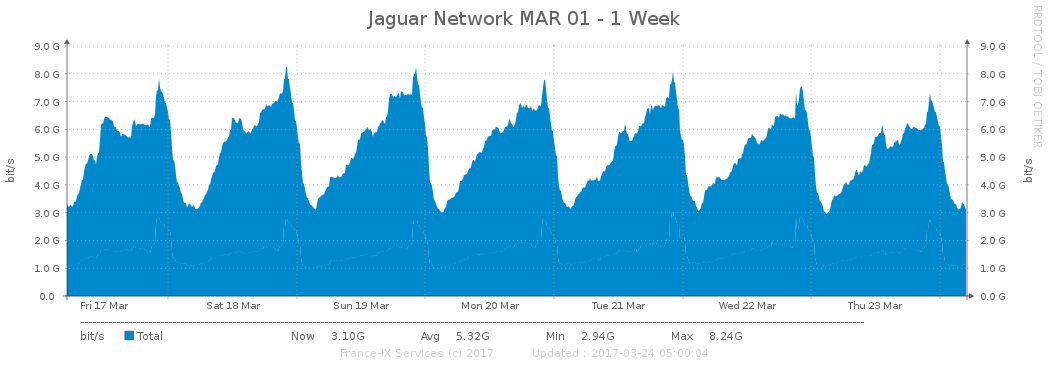 Jaguar Network MAR 01 - 1 Week
RRDTOOL / TOBI OETIKER
bit/s
9.0 G 9.0 G
8.0 G 8.0 G
7.0 G 7.0 G
6.0 G 6.0 G
5.0 G 5.0 G
4.0 G 4.0 G
3.0 G 3.0 G
2.0 G 2.0 G
1.0 G 1.0 G
0.0 0.0 G
bit/s
Fri 17 Mar Sat 18 Mar Sun 19 Mar Mon 20 Mar Tue 21 Mar Wed 22 Mar Thu 23 Mar
bit/s Total Now 3.10G Avg 5.32G Min 2.94G Max 8.24G
France-IX Services (c) 2017 Updated : 2017-03-24 05:00:04